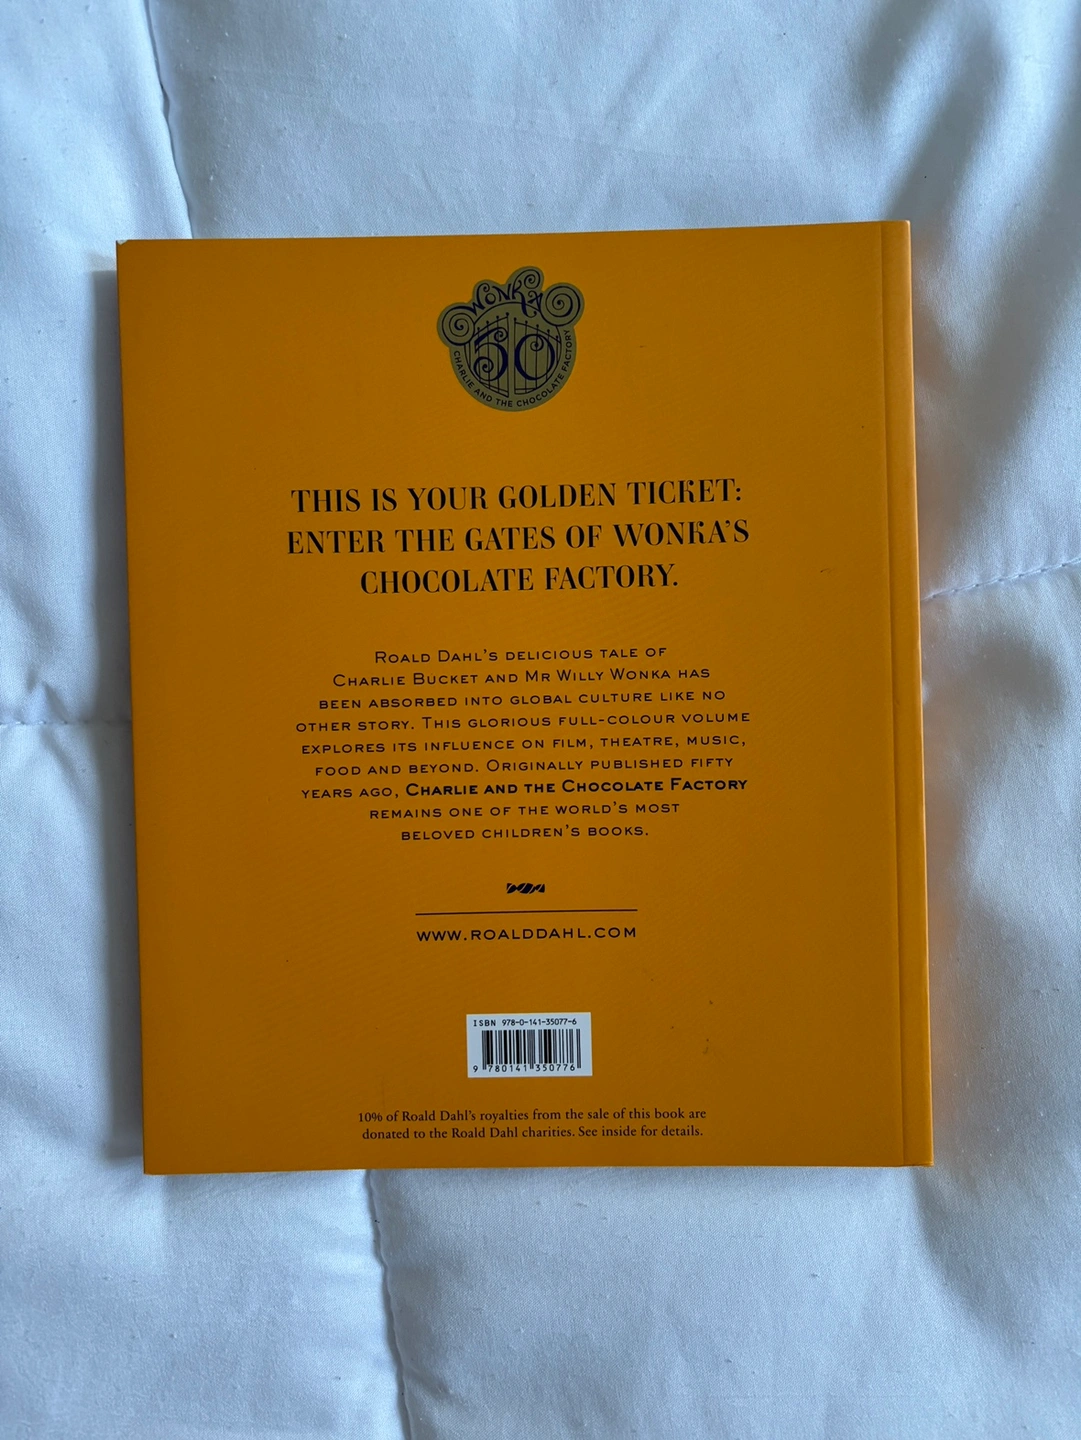 WONKA
50
CHARLIE AND THE CHOCOLATE FACTORY
THIS IS YOUR GOLDEN TICKET:
ENTER THE GATES OF WONKA'S
CHOCOLATE FACTORY.
ROALD DAHL'S DELICIOUS TALE OF
CHARLIE BUCKET AND MR WILLY WONKA HAS
BEEN ABSORBED INTO GLOBAL CULTURE LIKE NO
OTHER STORY. THIS GLORIOUS FULL-COLOUR VOLUME
EXPLORES ITS INFLUENCE ON FILM, THEATRE, MUSIC,
FOOD AND BEYOND. ORIGINALLY PUBLISHED FIFTY
YEARS AGO, CHARLIE AND THE CHOCOLATE FACTORY
REMAINS ONE OF THE WORLD'S MOST
BELOVED CHILDREN'S BOOKS.
WWW.ROALDDAHL.COM
ISBN 978-0-141-35077-6
9 780141 350776
10% of Roald Dahl's royalties from the sale of this book are
donated to the Roald Dahl charities. See inside for details.